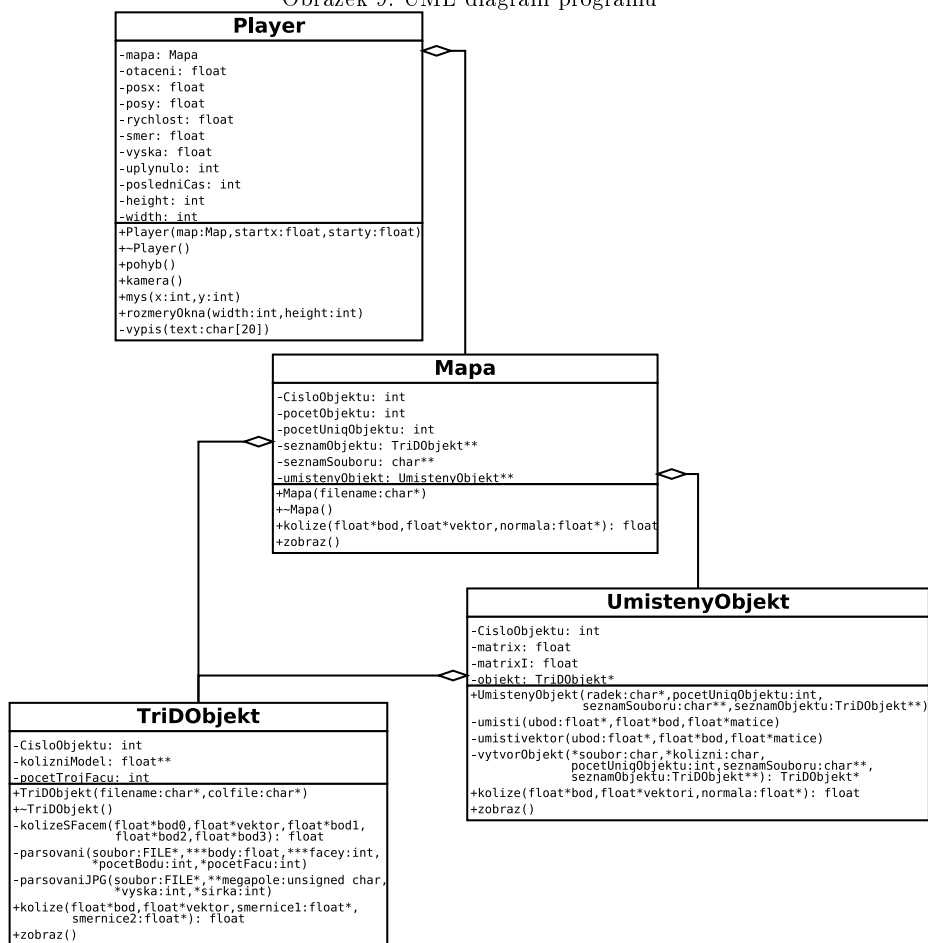 Obrázek 9: UML diagram programu
Player
-mapa: Mapa
-otaceni: float
-posx: float
-posy: float
-rychlost: float
-smer: float
-vyska: float
-uplynulo: int
-posledniCas: int
-height: int
-width: int
+Player(map:Map,startx:float,starty:float)
+~Player()
+pohyb()
+kamera()
+mys(x:int,y:int)
+rozmeryOkna(width:int,height:int)
-vypis(text:char[20])
Mapa
-CisloObjektu: int
-pocetObjektu: int
-pocetUniqObjektu: int
-seznamObjektu: TriDObjekt**
-seznamSouboru: char**
-umistenyObjekt: UmistenyObjekt**
+Mapa(filename:char*)
+~Mapa()
+kolize(float*bod,float*vektor,normala:float*): float
+zobraz()
UmistenyObjekt
-CisloObjektu: int
-matrix: float
-matrixI: float
-objekt: TriDObjekt*
+UmistenyObjekt(radek:char*,pocetUniqObjektu:int,
seznamSouboru:char**,seznamObjektu:TriDObjekt**)
-umisti(ubod:float*,float*bod,float*matice)
-umistivektor(ubod:float*,float*bod,float*matice)
-vytvorObjekt(*soubor:char,*kolizni:char,
pocetUniqObjektu:int,seznamSouboru:char**,
seznamObjektu:TriDObjekt**): TriDObjekt*
+kolize(float*bod,float*vektori,normala:float*): float
+zobraz()
TriDObjekt
-CisloObjektu: int
-kolizniModel: float**
-pocetTrojFacu: int
+TriDObjekt(filename:char*,colfile:char*)
+~TriDObjekt()
-kolizeSFacem(float*bod0,float*vektor,float*bod1,
float*bod2,float*bod3): float
-parsovani(soubor:FILE*,***body:float,***facey:int,
*pocetBodu:int,*pocetFacu:int)
-parsovaniJPG(soubor:FILE*,**megapole:unsigned char,
*vyska:int,*sirka:int)
+kolize(float*bod,float*vektor,smernice1:float*,
smernice2:float*): float
+zobraz()